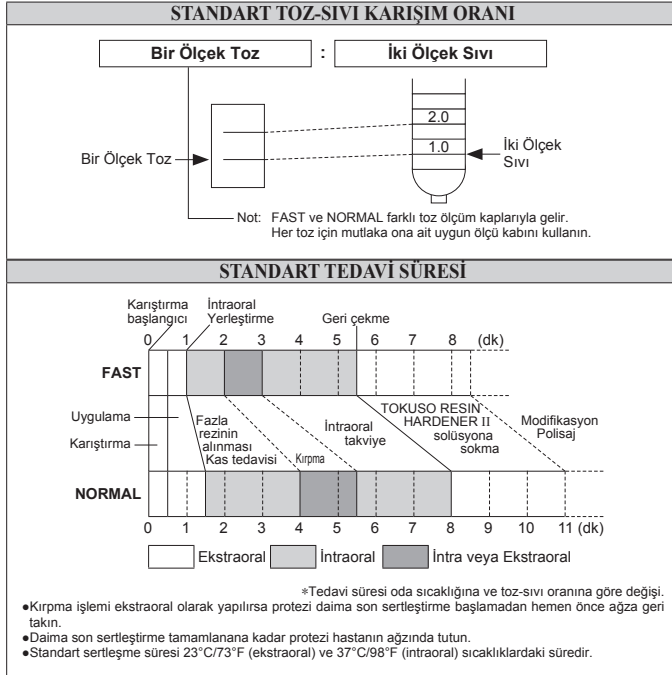 STANDART TOZ-SIVI KARIŞIM ORANI
Bir Ölçek Toz : İki Ölçek Sıvı
2.0
1.0
Bir Ölçek Toz
İki Ölçek
Sıvı
Not: FAST ve NORMAL farklı toz ölçüm kaplarıyla gelir.
Her toz için mutlaka ona ait uygun ölçü kabını kullanın.
STANDART TEDAVİ SÜRESİ
Karıştırma
başlangıcı
İntraoral
Yerleştirme
Geri çekme
0 1 2 3 4 5 6 7 8 (dk)
FAST
Uygulama
Karıştırma
Fazla
rezinin
alınması
Kas tedavisi
Kırpma
İntraoral
takviye
TOKUSO RESIN
HARDENER II
solüsyona
sokma
Modifikasyon
Polisaj
NORMAL
0 1 2 3 4 5 6 7 8 9 10 11 (dk)
Ekstraoral İntraoral İntra veya Ekstraoral
*Tedavi süresi oda sıcaklığına ve toz-sıvı oranına göre değişi.
●Kırpma işlemi ekstraoral olarak yapılırsa protezi daima son sertleştirme başlamadan hemen önce ağza geri
takın.
●Daima son sertleştirme tamamlanana kadar protezi hastanın ağzında tutun.
●Standart sertleşme süresi 23°C/73°F (ekstraoral) ve 37°C/98°F (intraoral) sıcaklıklardaki süredir.